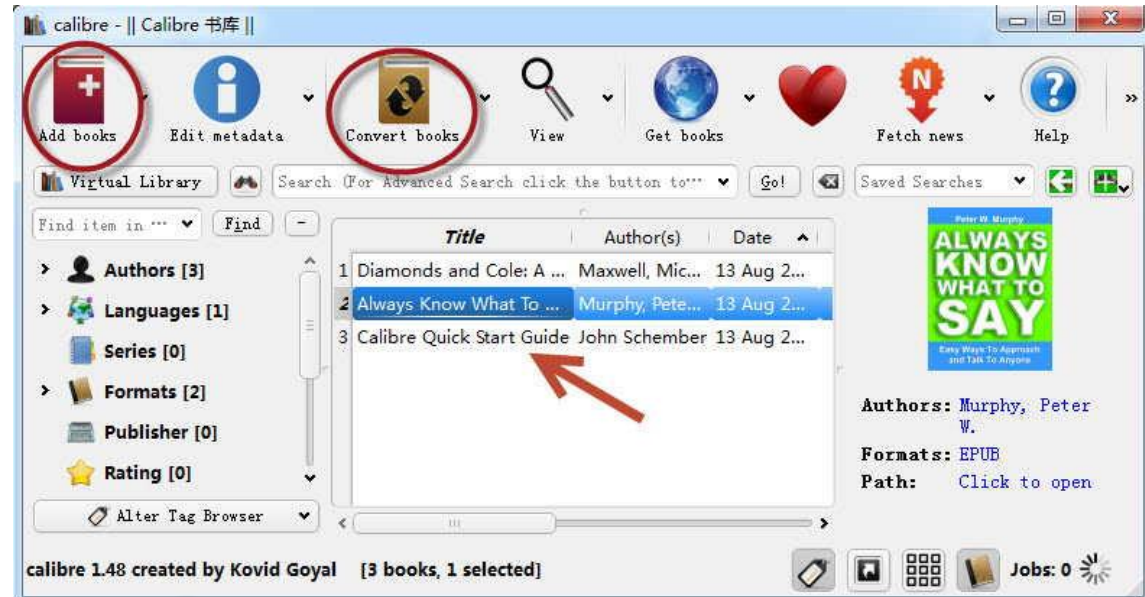 calibre - || Calibre 书库 ||
Add books Edit metadata Convert books View Get books Fetch news Help
N
Virtual Library Search (For Advanced Search click the button to··· Go! Saved Searches
Find item in ··· Find -
Title Author(s) Date
Authors [3]
Languages [1]
Series [0]
Formats [2]
Publisher [0]
Rating [0]
Alter Tag Browser
1 Diamonds and Cole: A ... Maxwell, Mic... 13 Aug 2...
2 Always Know What To ... Murphy, Pete... 13 Aug 2...
3 Calibre Quick Start Guide John Schember 13 Aug 2...
Peter W. Murphy
ALWAYS
KNOW
WHAT TO
SAY
Easy Ways To Approach
and Talk To Anyone
Authors: Murphy, Peter
W.
Formats: EPUB
Path: Click to open
calibre 1.48 created by Kovid Goyal [3 books, 1 selected] Jobs: 0